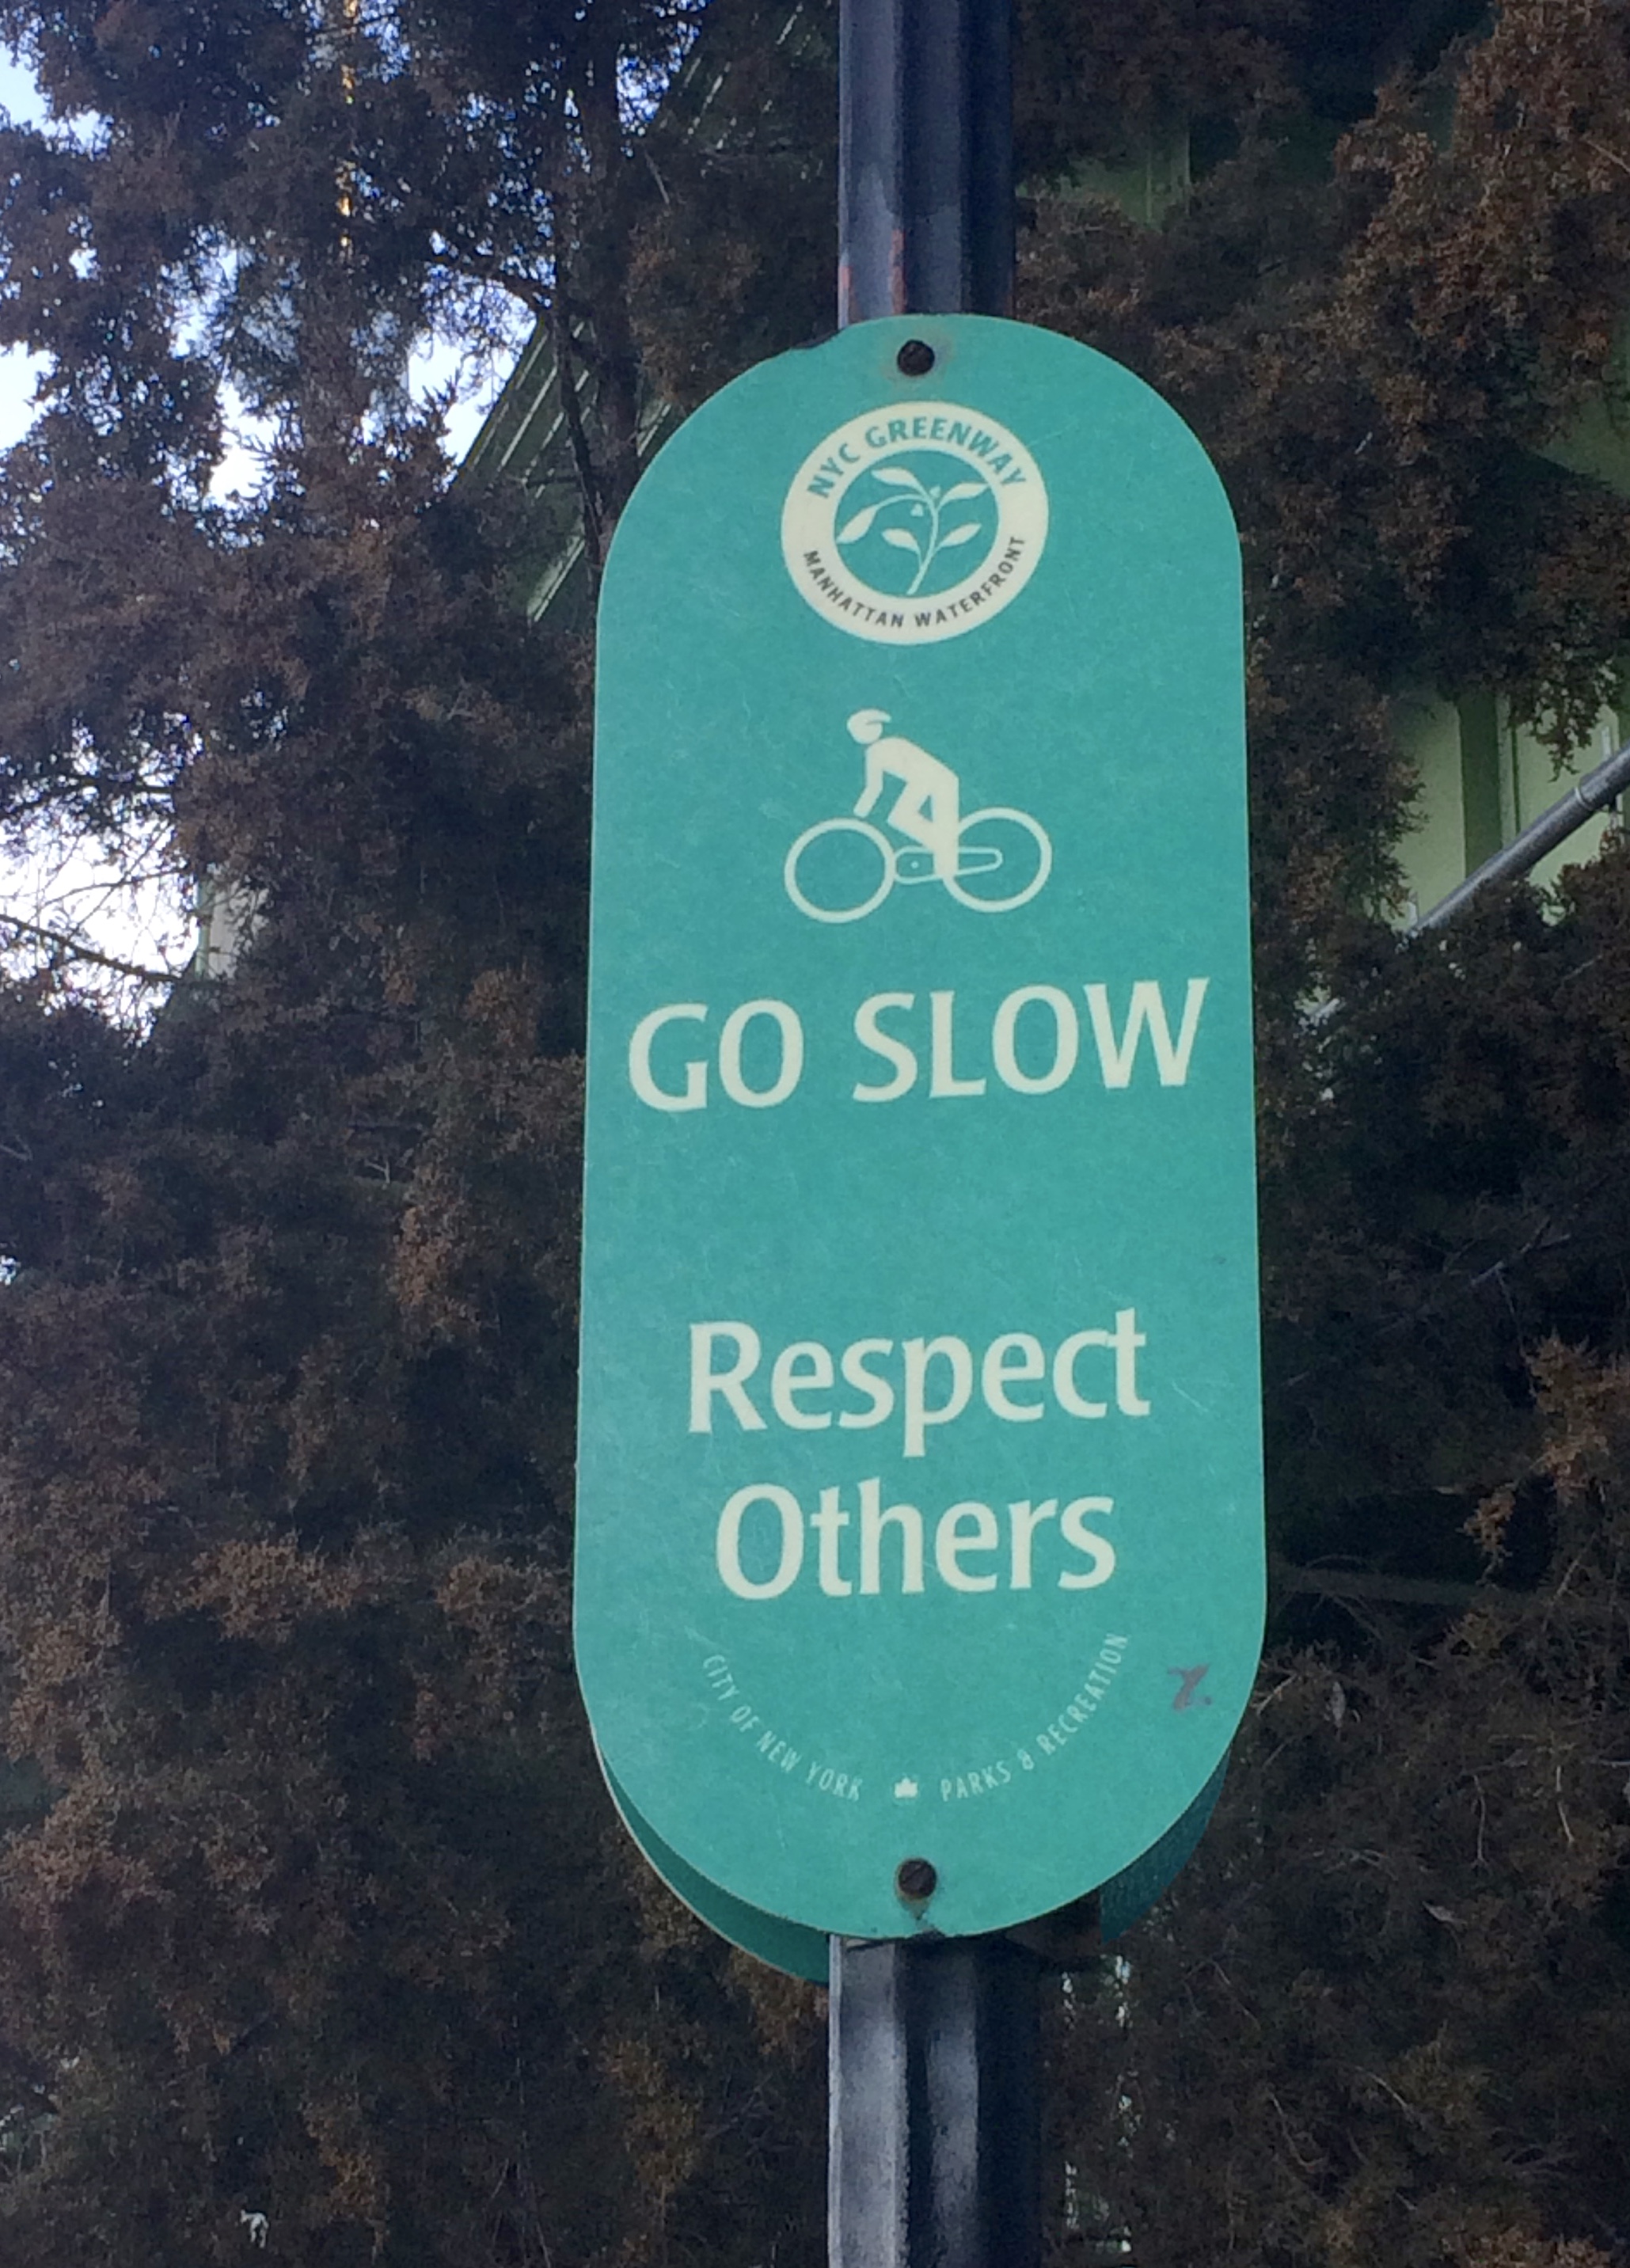 NYC GREENWAY
MANHATTAN WATERFRONT
GO SLOW
Respect
Others
CITY OF NEW YORK PARKS & RECREATION